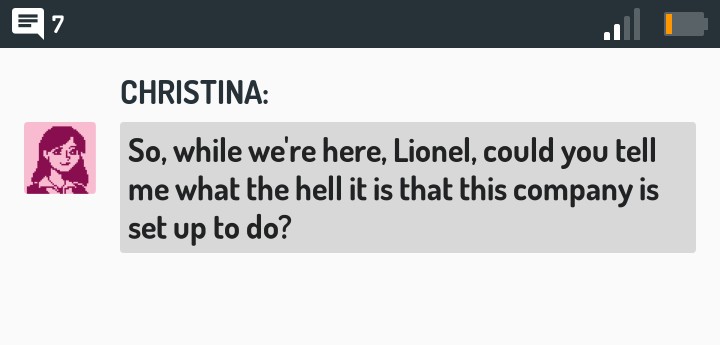 7
CHRISTINA:
So, while we're here, Lionel, could you tell
me what the hell it is that this company is
set up to do?